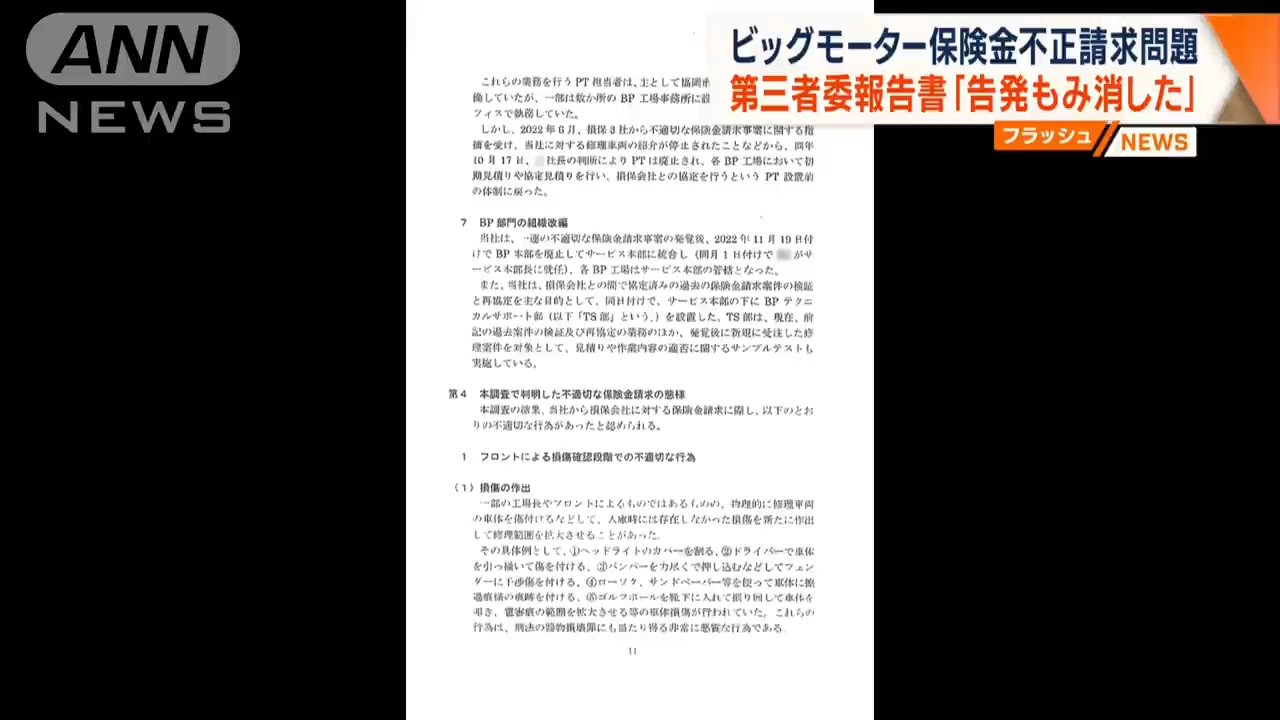 ANN
NEWS
ビッグモーター保険金不正請求問題
第三者委報告書「告発もみ消した」
フラッシュ
NEWS
これらの業務を行う PT 担当者は、主として福岡市
働していたが、一部は数か所の BP 工場事務所に設
フィスで執務していた。
しかし、2022 年 6 月、損保 3 社から不適切な保険金請求事案に関する指
摘を受け、当社に対する修理車両の紹介が停止されたことなどから、同年
10 月 17 日、 社長の判断により PT は廃止され、各 BP 工場において初
期見積りや協定見積りを行い、損保会社との協定を行うという PT 設置前
の体制に戻った。
7 BP 部門の組織改編
当社は、一連の不適切な保険金請求事案の発覚後、2022 年 11 月 19 日付
けで BP 本部を廃止してサービス本部に統合し（同月 1 日付けで がサ
ービス本部長に就任）、各 BP 工場はサービス本部の管轄となった。
また、当社は、損保会社との間で協定済みの過去の保険金請求案件の検証
と再協定を主な目的として、同日付けで、サービス本部の下に BP テクニ
カルサポート部（以下「TS 部」という。）を設置した。TS 部は、現在、前
記の過去案件の検証及び再協定の業務のほか、発覚後に新規に受注した修
理案件を対象として、見積りや作業内容の適否に関するサンプルテストも
実施している。
第 4 本調査で判明した不適切な保険金請求の態様
本調査の結果、当社から損保会社に対する保険金請求に際し、以下のとお
りの不適切な行為があったと認められる。
1 フロントによる損傷確認段階での不適切な行為
（1）損傷の作出
一部の工場長やフロントによるものではあるものの、物理的に修理車両
の車体を傷付けるなどして、入庫時には存在しなかった損傷を新たに作出
して修理範囲を拡大させることがあった。
その具体例として、①ヘッドライトのカバーを割る、②ドライバーで車体
を引っ掻いて傷を付ける、③バンパーを力尽くで押し込むなどしてフェン
ダーに干渉傷を付ける、④ローソク、サンドペーパー等を使って車体に擦
過痕様の痕跡を付ける、⑤ゴルフボールを靴下に入れて振り回して車体を
叩き、雹害痕の範囲を拡大させる等の車体損傷が行われていた。これらの
行為は、刑法の器物損壊罪にも当たり得る非常に悪質な行為である。
11